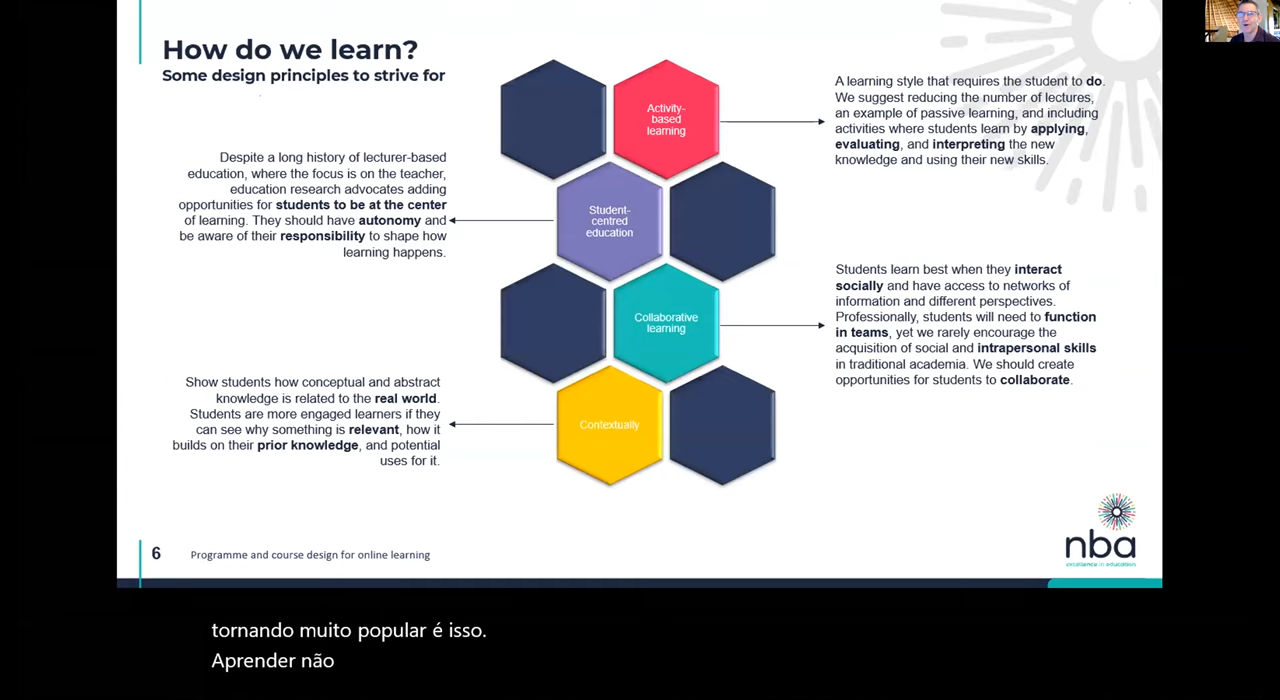 How do we learn?
Some design principles to strive for
Activity-
based
learning
A learning style that requires the student to do.
We suggest reducing the number of lectures,
an example of passive learning, and including
activities where students learn by applying,
evaluating, and interpreting the new
knowledge and using their new skills.
Despite a long history of lecturer-based
education, where the focus is on the teacher,
education research advocates adding
opportunities for students to be at the center
of learning. They should have autonomy and
be aware of their responsibility to shape how
learning happens.
Student-
centred
education
Collaborative
learning
Students learn best when they interact
socially and have access to networks of
information and different perspectives.
Professionally, students will need to function
in teams, yet we rarely encourage the
acquisition of social and intrapersonal skills
in traditional academia. We should create
opportunities for students to collaborate.
Show students how conceptual and abstract
knowledge is related to the real world.
Students are more engaged learners if they
can see why something is relevant, how it
builds on their prior knowledge, and potential
uses for it.
Contextually
6
Programme and course design for online learning
nba
excellence in education
tornando muito popular é isso.
Aprender não